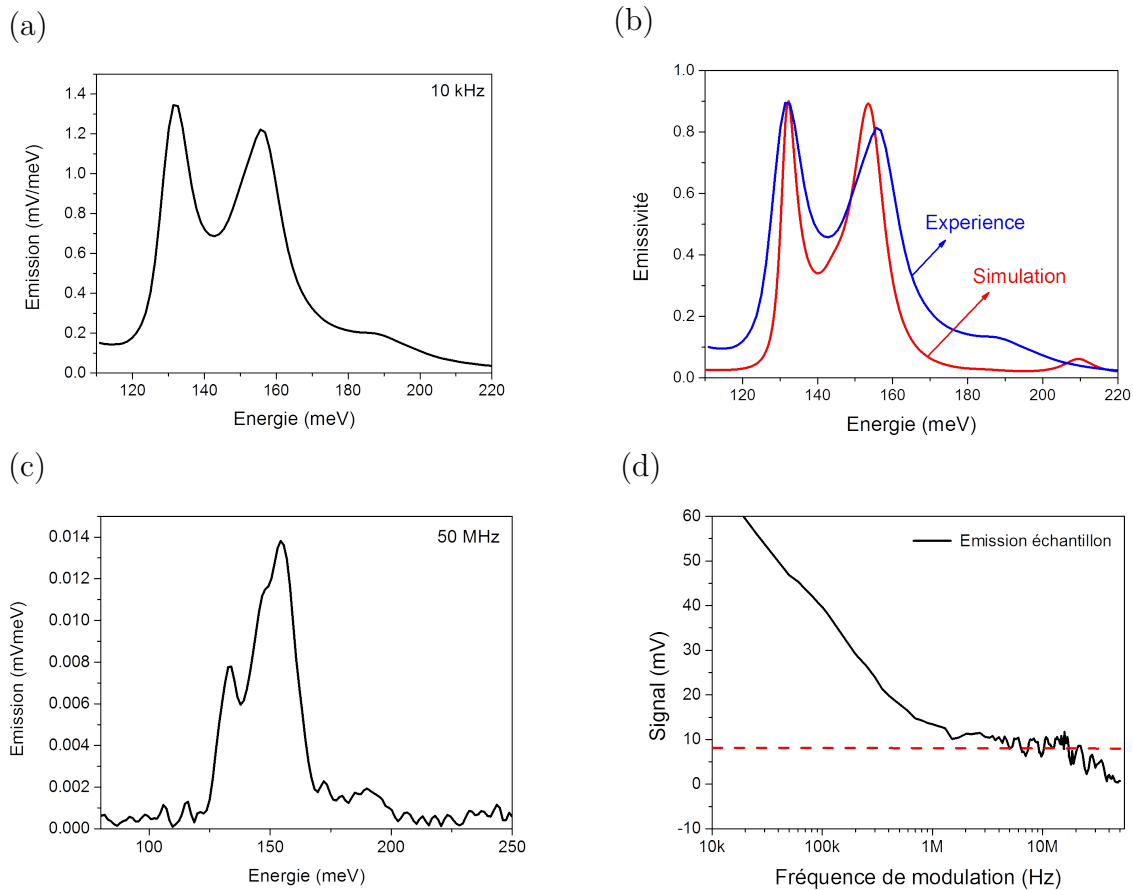 (a)
10 kHz
1.4
1.2
1.0
0.8
0.6
0.4
0.2
0.0
Emission (mV/meV)
120 140 160 180 200 220
Energie (meV)
(b)
1.0
0.8
0.6
0.4
0.2
0.0
Emissivité
Experience
Simulation
120 140 160 180 200 220
Energie (meV)
(c)
50 MHz
0.014
0.012
0.010
0.008
0.006
0.004
0.002
0.000
Emission (mV/meV)
100 150 200 250
Energie (meV)
(d)
Emission échantillon
60
50
40
30
20
10
0
-10
Signal (mV)
10k 100k 1M 10M
Fréquence de modulation (Hz)